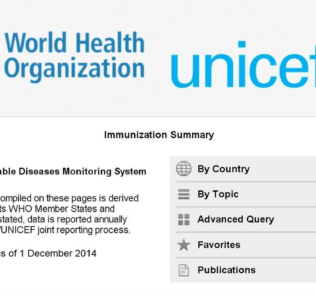 World Health
Organization
unicef
Immunization Summary
able Diseases Monitoring System
ompiled on these pages is derived
ts WHO Member States and
stated, data is reported annually
/UNICEF joint reporting process.
s of 1 December 2014
By Country
By Topic
Advanced Query
Favorites
Publications